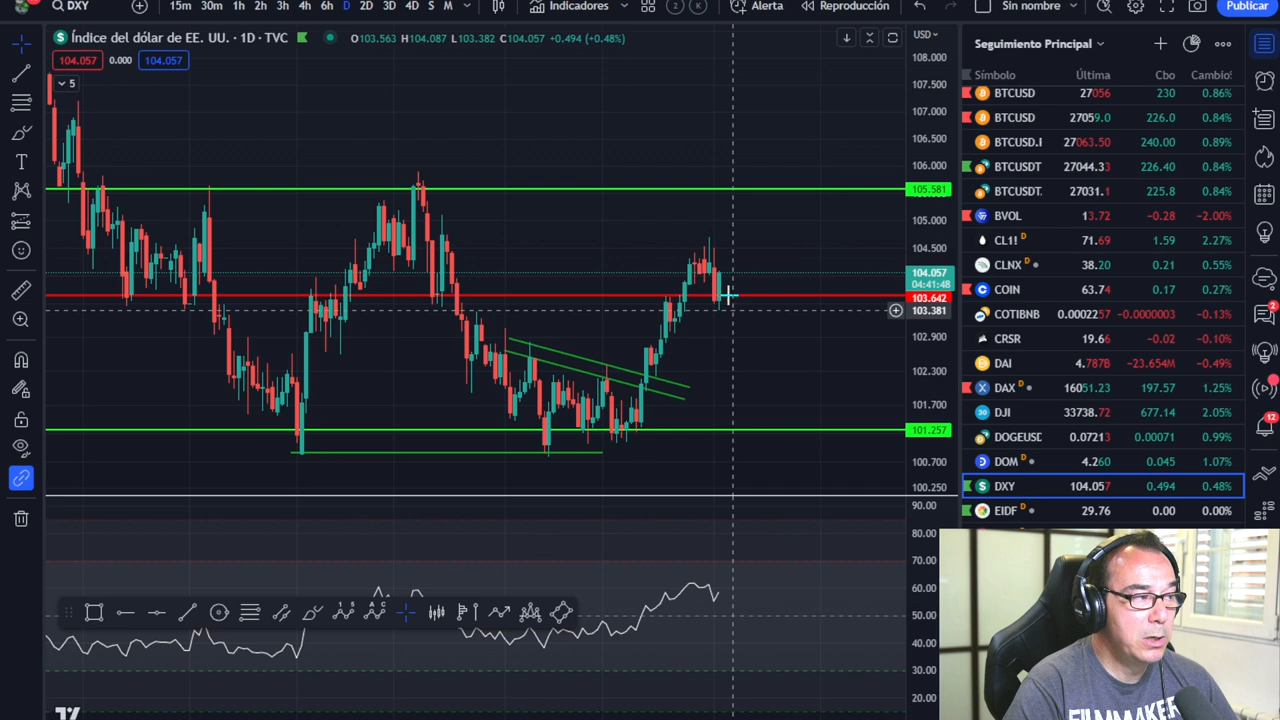 DXY 15m 30m 1h 2h 3h 4h 6h D 2D 3D 4D S M Indicadores 2 K Alerta Reproducción Sin nombre Publicar
Índice del dólar de EE. UU. · 1D · TVC O103.563 H104.087 L103.382 C104.057 +0.494 (+0.48%)
104.057 0.000 104.057
5
USD
108.000
107.500
107.000
106.500
106.000
105.581
105.000
104.500
104.057
04:41:48
103.642
103.381
102.900
102.300
101.700
101.257
100.700
100.250
90.00
80.00
70.00
60.00
50.00
40.00
30.00
20.00
Seguimiento Principal
Símbolo Última Cbo Cambio!
BTCUSD 27056 230 0.86%
BTCUSD 27059.0 226.0 0.84%
BTCUSD.I 27063.50 240.00 0.89%
BTCUSDT 27044.33 226.40 0.84%
BTCUSDT. 27031.1 225.8 0.84%
BVOL 13.72 -0.28 -2.00%
CL1! D 71.69 1.59 2.27%
CLNX D 38.20 0.21 0.55%
COIN 63.74 0.17 0.27%
COTIBNB 0.0002257 -0.0000003 -0.13%
CRSR 19.66 -0.02 -0.10%
DAI 4.787B -23.654M -0.49%
DAX D 16051.23 197.57 1.25%
DJI 33738.72 677.14 2.05%
DOGEUSD 0.07213 0.00071 0.99%
DOM D 4.260 0.045 1.07%
DXY 104.057 0.494 0.48%
EIDF D 29.76 0.00 0.00%
2
12
FILMMAKER